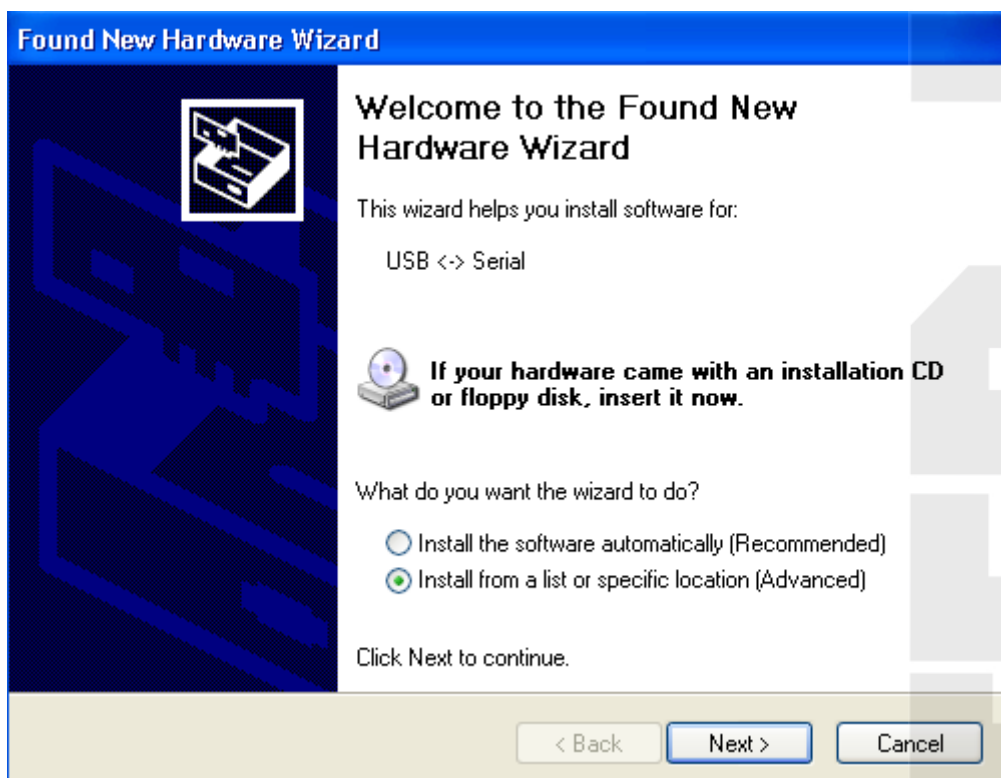 Found New Hardware Wizard
Welcome to the Found New
Hardware Wizard
This wizard helps you install software for:
USB <-> Serial
If your hardware came with an installation CD
or floppy disk, insert it now.
What do you want the wizard to do?
Install the software automatically (Recommended)
Install from a list or specific location (Advanced)
Click Next to continue.
< Back Next > Cancel